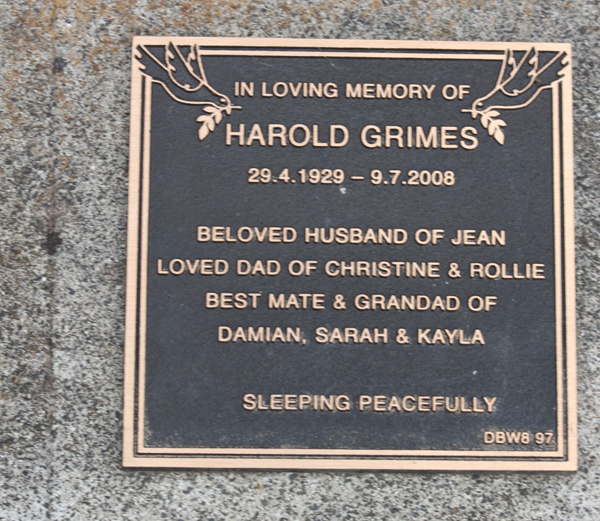 IN LOVING MEMORY OF
HAROLD GRIMES
29.4.1929 – 9.7.2008
BELOVED HUSBAND OF JEAN
LOVED DAD OF CHRISTINE & ROLLIE
BEST MATE & GRANDAD OF
DAMIAN, SARAH & KAYLA
SLEEPING PEACEFULLY
DBW8 97